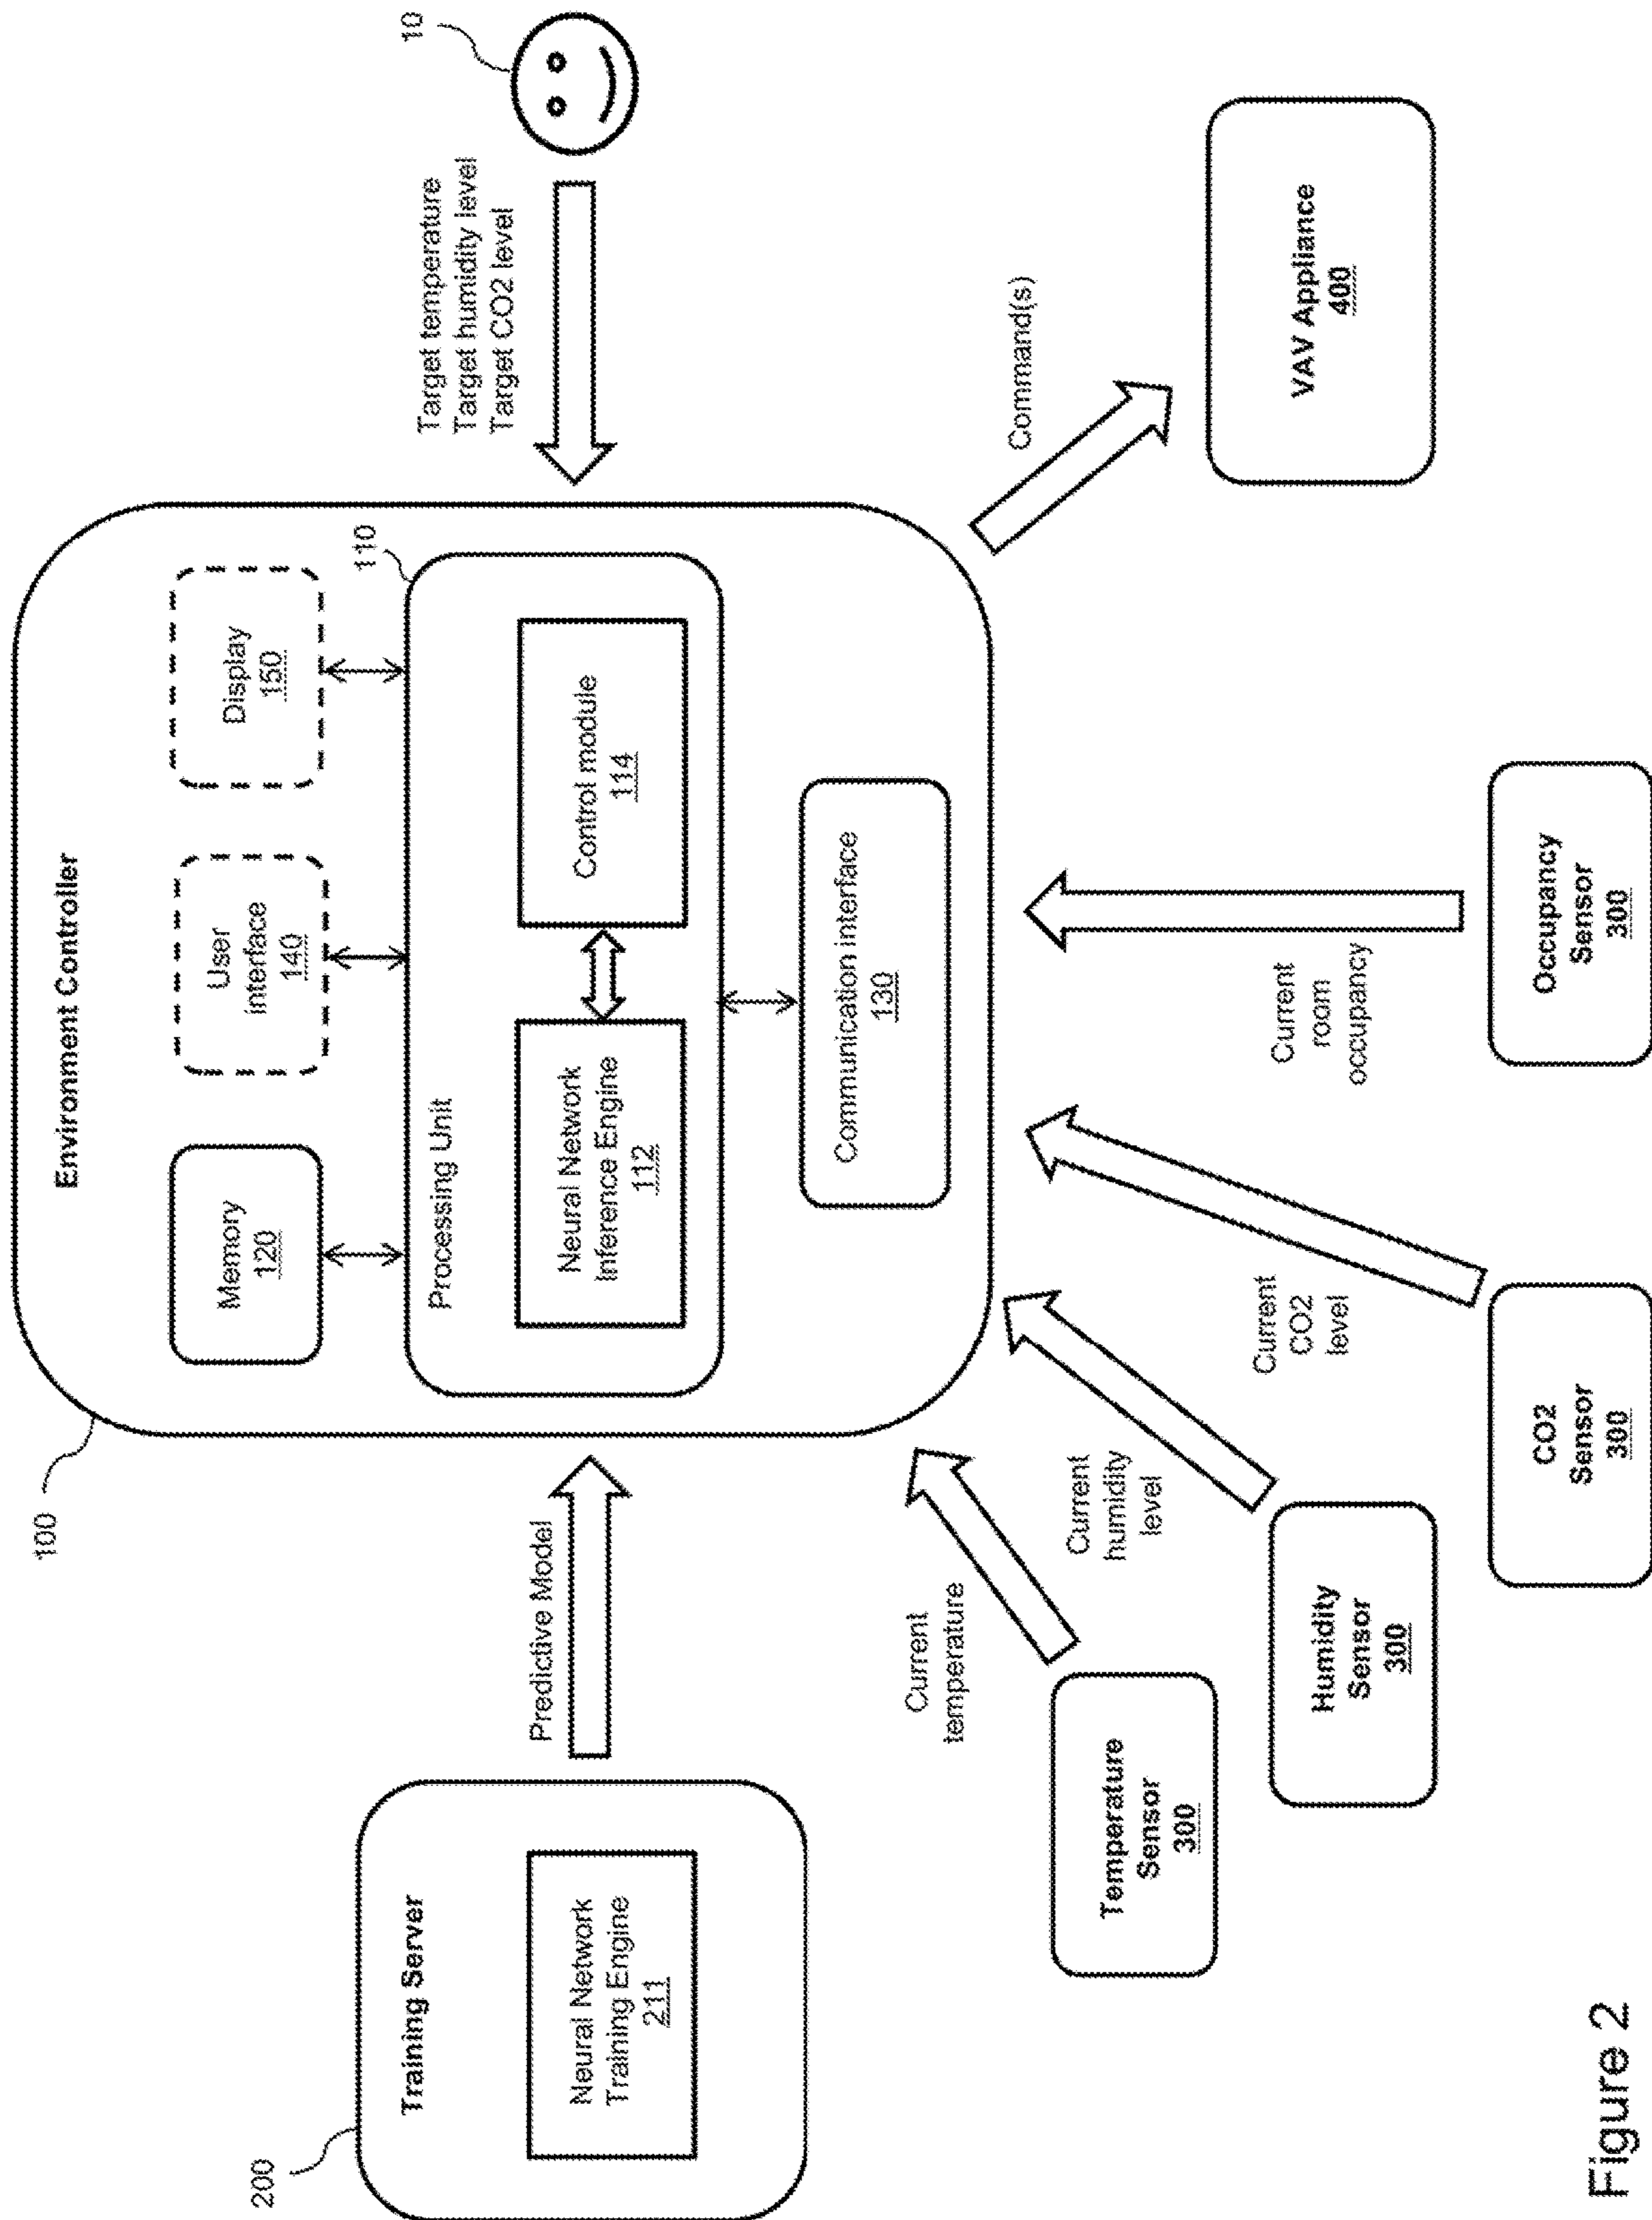 Environment Controller
100
Memory
120
User
interface
140
Display
150
110
Processing Unit
Neural Network
Inference Engine
112
Control module
114
Communication interface
130
200
Training Server
Neural Network
Training Engine
211
Predictive Model
10
Target temperature
Target humidity level
Target CO2 level
Current
temperature
Temperature
Sensor
300
Current
humidity
level
Humidity
Sensor
300
Current
CO2
level
CO2
Sensor
300
Current
room
occupancy
Occupancy
Sensor
300
Command(s)
VAV Appliance
400
Figure 2